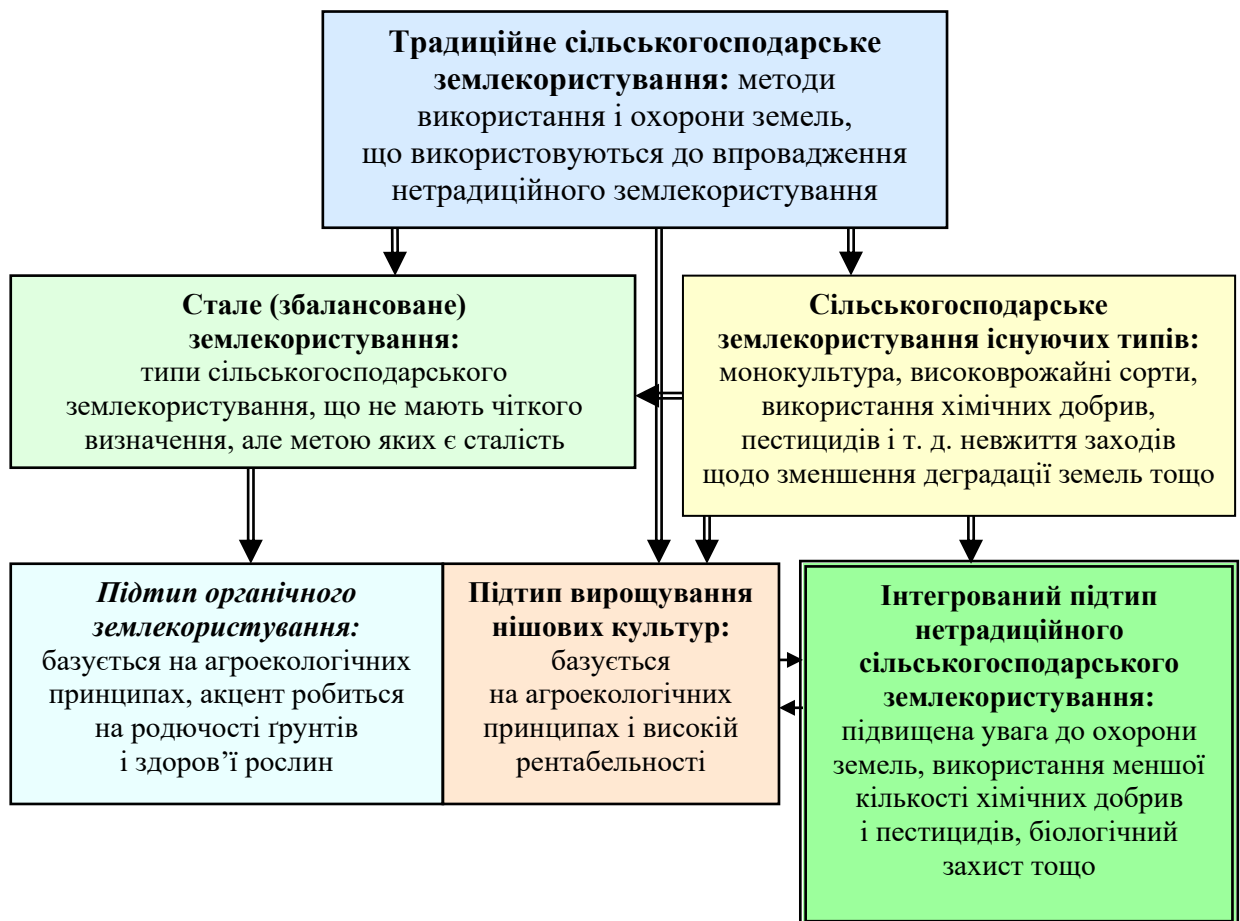 Традиційне сільськогосподарське
землекористування: методи
використання і охорони земель,
що використовуються до впровадження
нетрадиційного землекористування
Стале (збалансоване)
землекористування:
типи сільськогосподарського
землекористування, що не мають чіткого
визначення, але метою яких є сталість
Сільськогосподарське
землекористування існуючих типів:
монокультура, високоврожайні сорти,
використання хімічних добрив,
пестицидів і т. д. невжиття заходів
щодо зменшення деградації земель тощо
Підтип органічного
землекористування:
базується на агроекологічних
принципах, акцент робиться
на родючості ґрунтів
і здоров’ї рослин
Підтип вирощування
нішових культур:
базується
на агроекологічних
принципах і високій
рентабельності
Інтегрований підтип
нетрадиційного
сільськогосподарського
землекористування:
підвищена увага до охорони
земель, використання меншої
кількості хімічних добрив
і пестицидів, біологічний
захист тощо